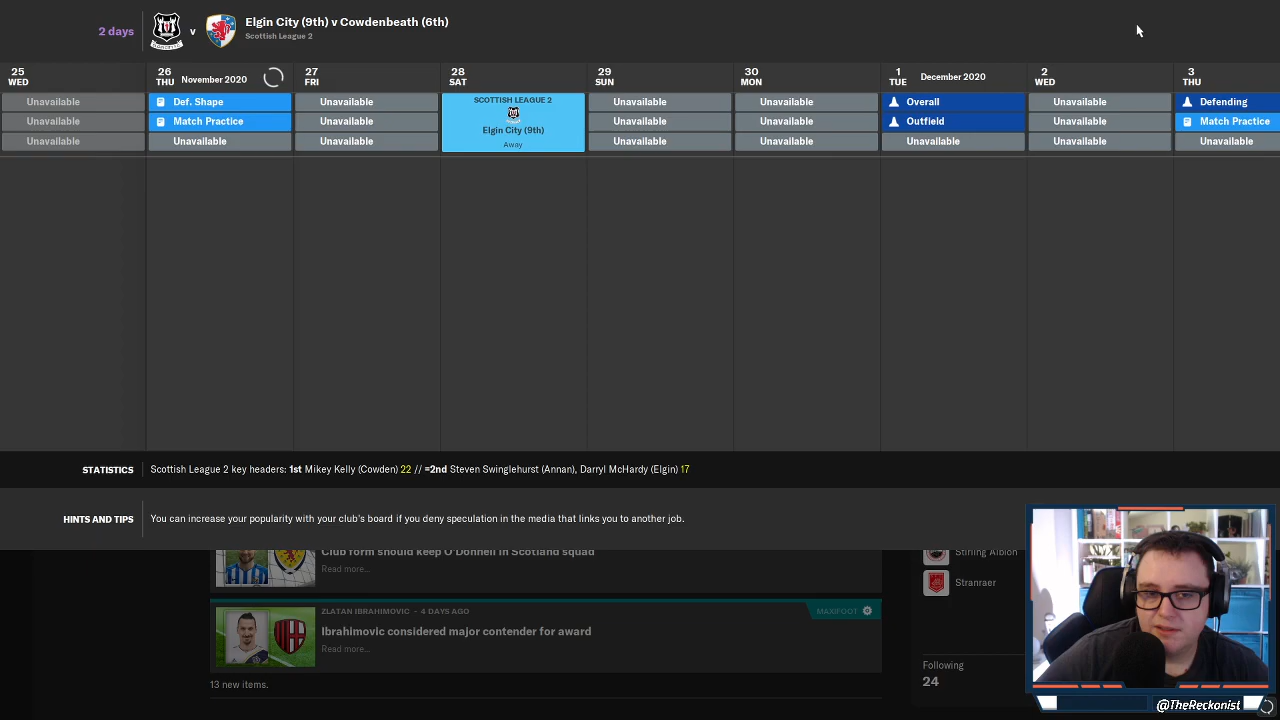 2 days
v
Elgin City (9th) v Cowdenbeath (6th)
Scottish League 2
25
WED
26
THU
November 2020
27
FRI
28
SAT
29
SUN
30
MON
1
TUE
December 2020
2
WED
3
THU
Unavailable
Def. Shape
Unavailable
SCOTTISH LEAGUE 2
Unavailable
Unavailable
Overall
Unavailable
Defending
Unavailable
Match Practice
Unavailable
Elgin City (9th)
Unavailable
Unavailable
Outfield
Unavailable
Match Practice
Unavailable
Unavailable
Unavailable
Away
Unavailable
Unavailable
Unavailable
Unavailable
Unavailable
STATISTICS
Scottish League 2 key headers: 1st Mikey Kelly (Cowden) 22 // =2nd Steven Swinglehurst (Annan), Darryl McHardy (Elgin) 17
HINTS AND TIPS
You can increase your popularity with your club's board if you deny speculation in the media that links you to another job.
Club form should keep O'Donnell in Scotland squad
Read more...
ZLATAN IBRAHIMOVIC - 4 DAYS AGO
MAXIFOOT
Ibrahimovic considered major contender for award
Read more...
13 new items.
Stirling Albion
Stranraer
Following
24
@TheReckonist